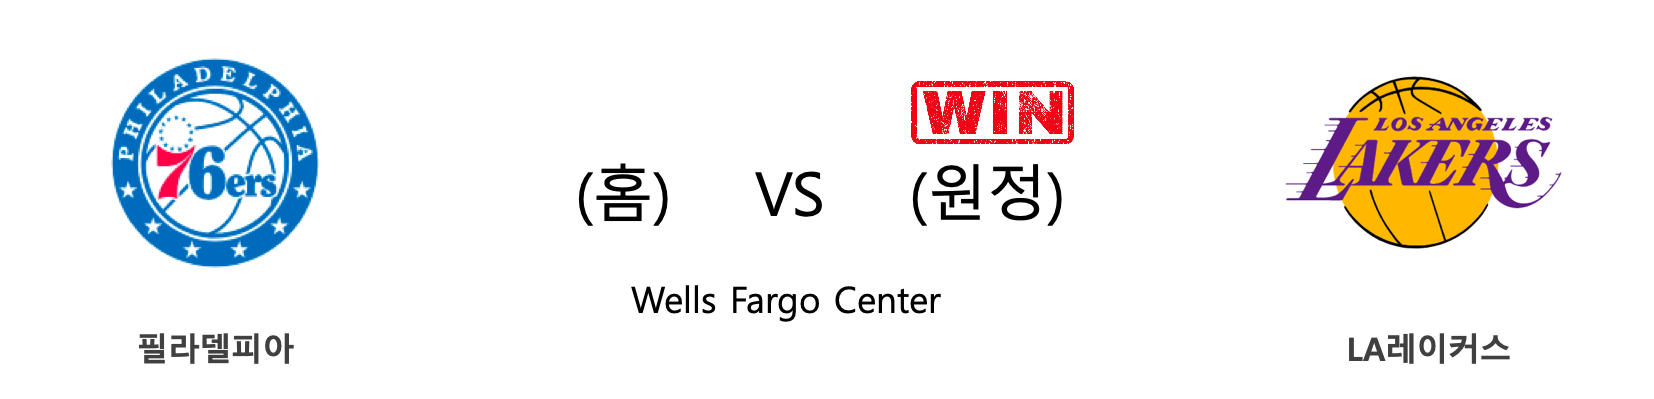 PHILADELPHIA
76ers
WIN
(홈) VS (원정)
LOS ANGELES
LAKERS
Wells Fargo Center
필라델피아
LA레이커스